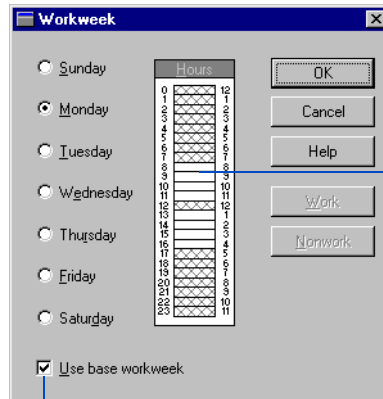 Workweek
Sunday
Monday
Tuesday
Wednesday
Thursday
Friday
Saturday
Use base workweek
Hours
0 12
1 1
2 2
3 3
4 4
5 5
6 6
7 7
8 8
9 9
10 10
11 11
12 12
13 1
14 2
15 3
16 4
17 5
18 6
19 7
20 8
21 9
22 10
23 11
OK
Cancel
Help
Work
Nonwork